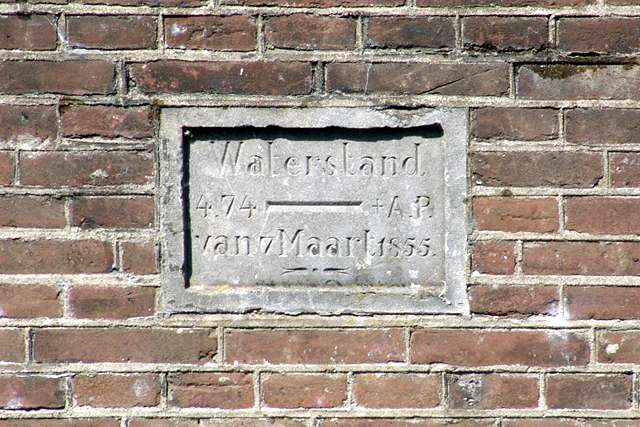 Waterstand
4.74 — +A.P.
van 7 Maart 1855.